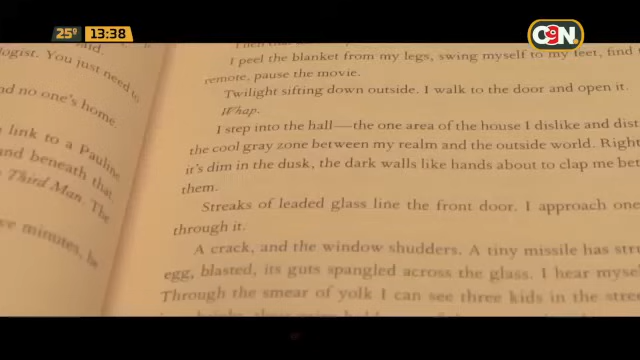 25º 13:38
C9N
ologist. You just need to
nd no one's home.
link to a Pauline
and beneath that,
Third Man. The
ve minutes, he
I peel the blanket from my legs, swing myself to my feet, find
remote, pause the movie.
Twilight sifting down outside. I walk to the door and open it.
Whap.
I step into the hall—the one area of the house I dislike and dist
the cool gray zone between my realm and the outside world. Right
it's dim in the dusk, the dark walls like hands about to clap me bet
them.
Streaks of leaded glass line the front door. I approach one
through it.
A crack, and the window shudders. A tiny missile has stru
egg, blasted, its guts spangled across the glass. I hear myse
Through the smear of yolk I can see three kids in the stree